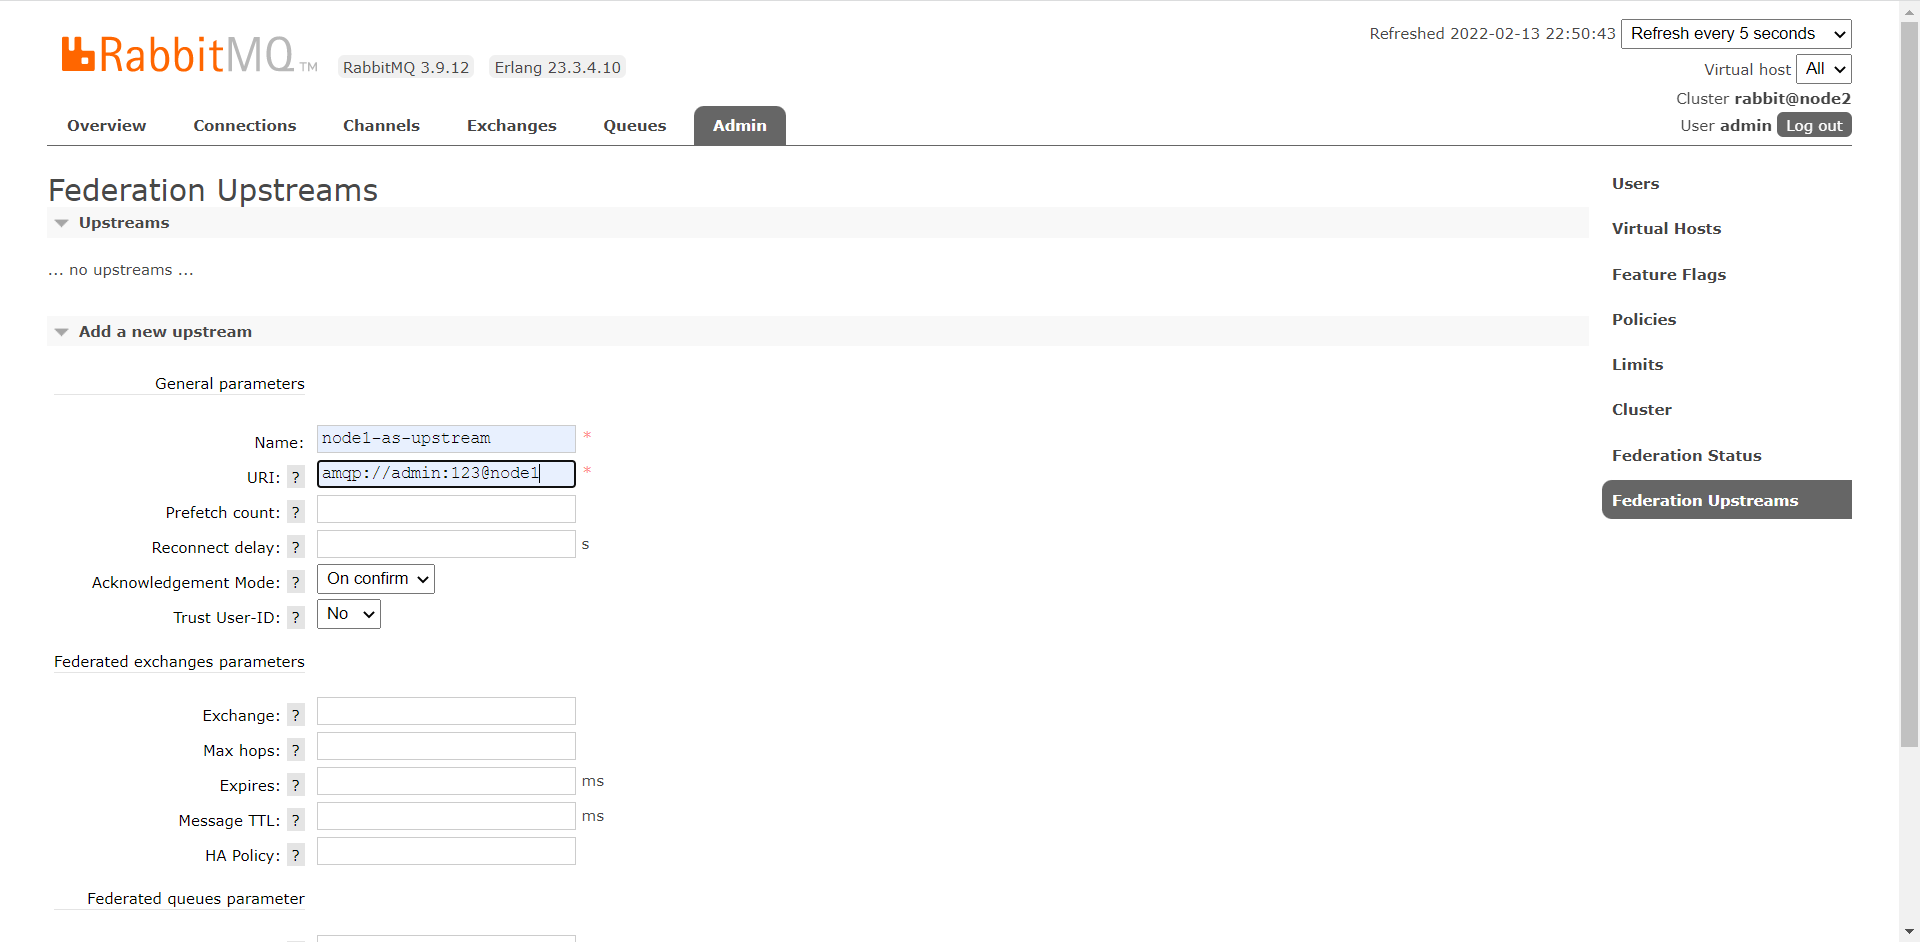 RabbitMQ TM
RabbitMQ 3.9.12 Erlang 23.3.4.10
Refreshed 2022-02-13 22:50:43 Refresh every 5 seconds
Virtual host All
Cluster rabbit@node2
User admin Log out
Overview Connections Channels Exchanges Queues Admin
Federation Upstreams
Upstreams
... no upstreams ...
Add a new upstream
General parameters
Name: node1-as-upstream *
URI: ? amqp://admin:123@node1 *
Prefetch count: ?
Reconnect delay: ? s
Acknowledgement Mode: ? On confirm
Trust User-ID: ? No
Federated exchanges parameters
Exchange: ?
Max hops: ?
Expires: ? ms
Message TTL: ? ms
HA Policy: ?
Federated queues parameter
Users
Virtual Hosts
Feature Flags
Policies
Limits
Cluster
Federation Status
Federation Upstreams